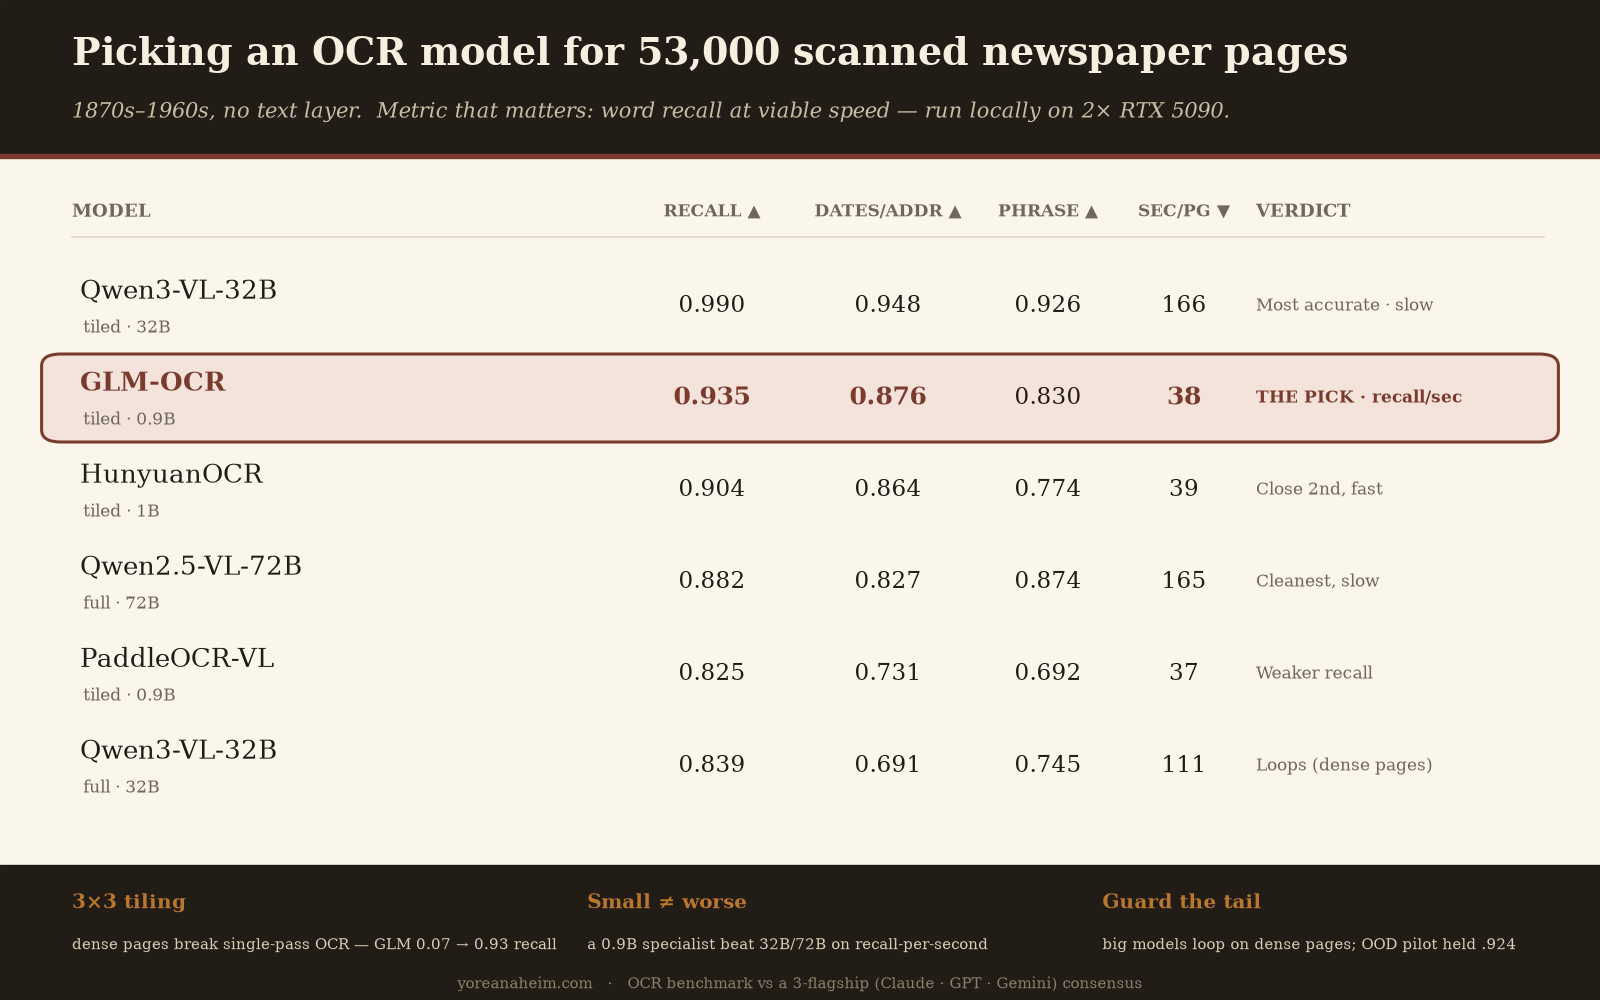 Picking an OCR model for 53,000 scanned newspaper pages
1870s–1960s, no text layer. Metric that matters: word recall at viable speed — run locally on 2× RTX 5090.
MODEL RECALL ▲ DATES/ADDR ▲ PHRASE ▲ SEC/PG ▼ VERDICT
Qwen3-VL-32B 0.990 0.948 0.926 166 Most accurate · slow
tiled · 32B
GLM-OCR 0.935 0.876 0.830 38 THE PICK · recall/sec
tiled · 0.9B
HunyuanOCR 0.904 0.864 0.774 39 Close 2nd, fast
tiled · 1B
Qwen2.5-VL-72B 0.882 0.827 0.874 165 Cleanest, slow
full · 72B
PaddleOCR-VL 0.825 0.731 0.692 37 Weaker recall
tiled · 0.9B
Qwen3-VL-32B 0.839 0.691 0.745 111 Loops (dense pages)
full · 32B
3×3 tiling
dense pages break single-pass OCR — GLM 0.07 → 0.93 recall
Small ≠ worse
a 0.9B specialist beat 32B/72B on recall-per-second
Guard the tail
big models loop on dense pages; OOD pilot held .924
yoreanaheim.com · OCR benchmark vs a 3-flagship (Claude · GPT · Gemini) consensus